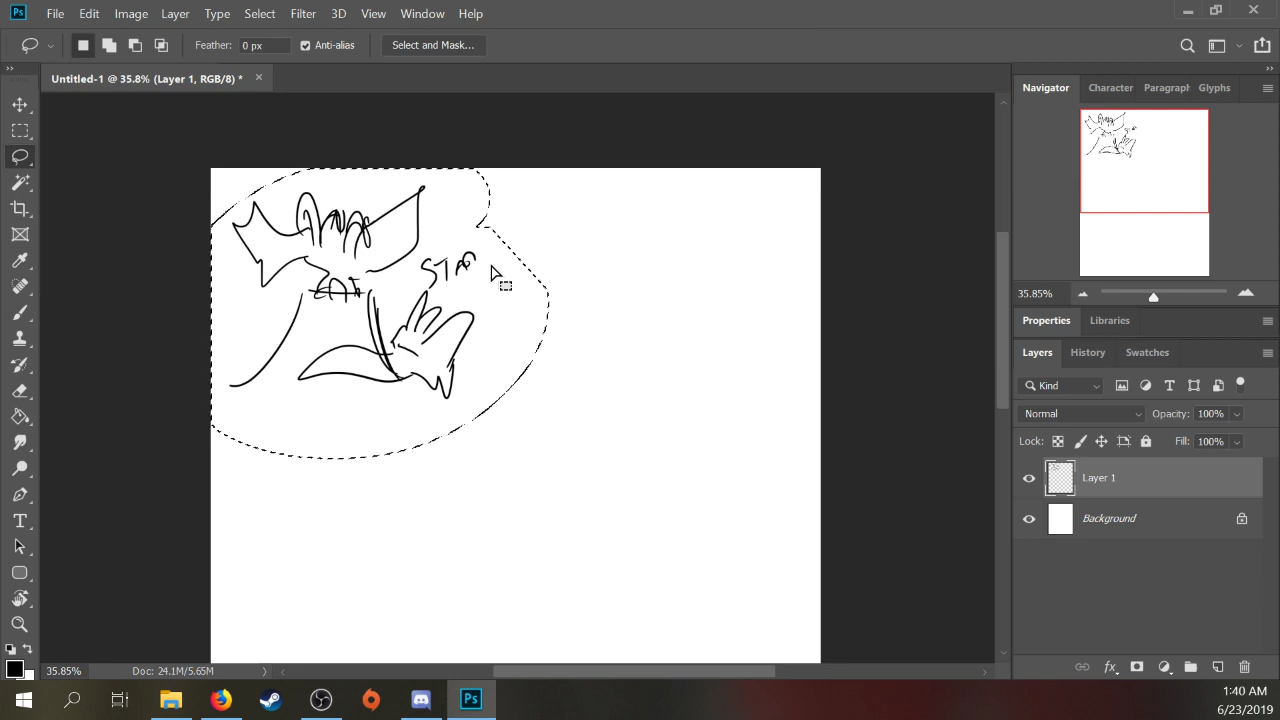 Ps File Edit Image Layer Type Select Filter 3D View Window Help
Feather: 0 px Anti-alias Select and Mask...
Untitled-1 @ 35.8% (Layer 1, RGB/8) *
Navigator Character Paragraph Glyphs
35.85%
Properties Libraries
Layers History Swatches
Kind
Normal Opacity: 100%
Lock: Fill: 100%
Layer 1
Background
35.85% Doc: 24.1M/5.65M
Ps
1:40 AM
6/23/2019